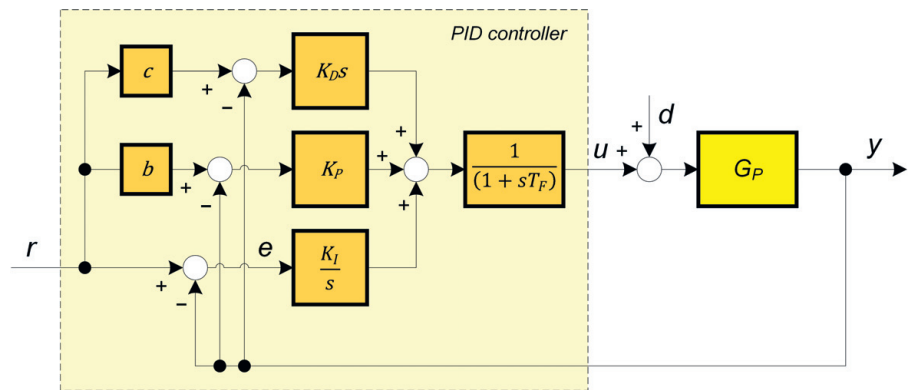 PID controller
c
+
−
K_D s
b
+
−
K_P
+
+
+
1
(1 + sT_F)
u
+
+
d
G_P
y
r
+
−
e
K_I
s